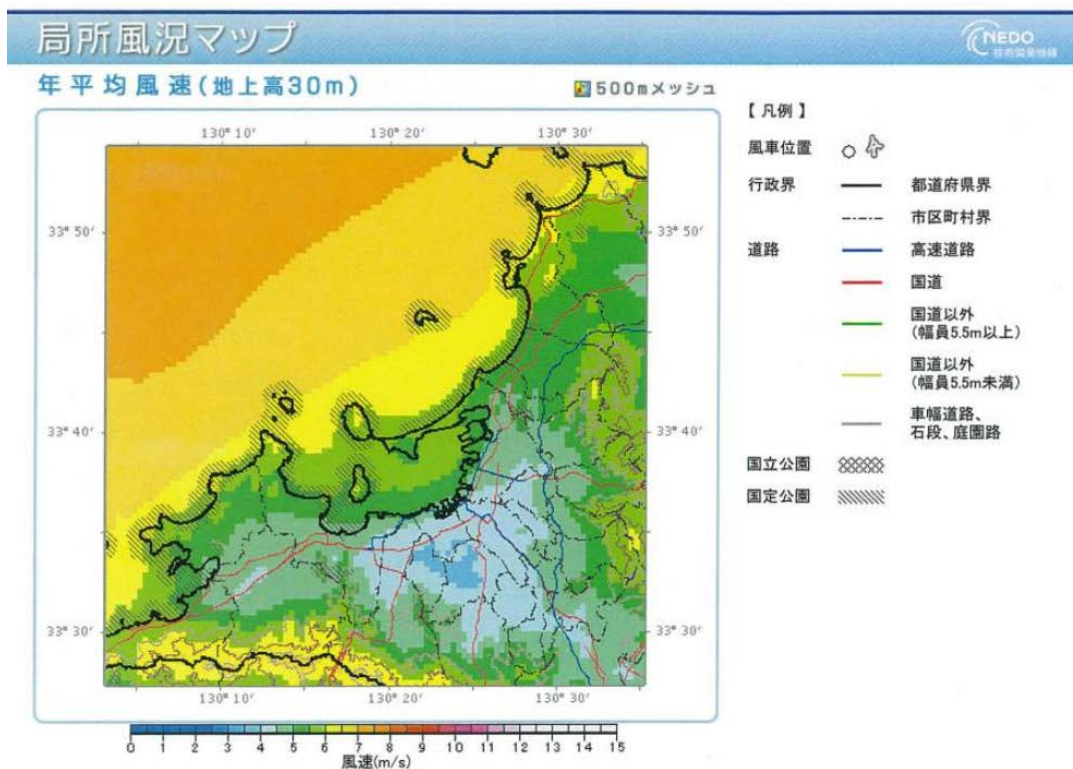 局所風況マップ
NEDO
技術開発機構
年平均風速(地上高30m)
500mメッシュ
130° 10′
130° 20′
130° 30′
33° 50′
33° 50′
33° 40′
33° 40′
33° 30′
33° 30′
130° 10′
130° 20′
130° 30′
0 1 2 3 4 5 6 7 8 9 10 11 12 13 14 15
風速(m/s)
【凡例】
風車位置
行政界
都道府県界
市区町村界
道路
高速道路
国道
国道以外
(幅員5.5m以上)
国道以外
(幅員5.5m未満)
車幅道路、
石段、庭園路
国立公園
国定公園